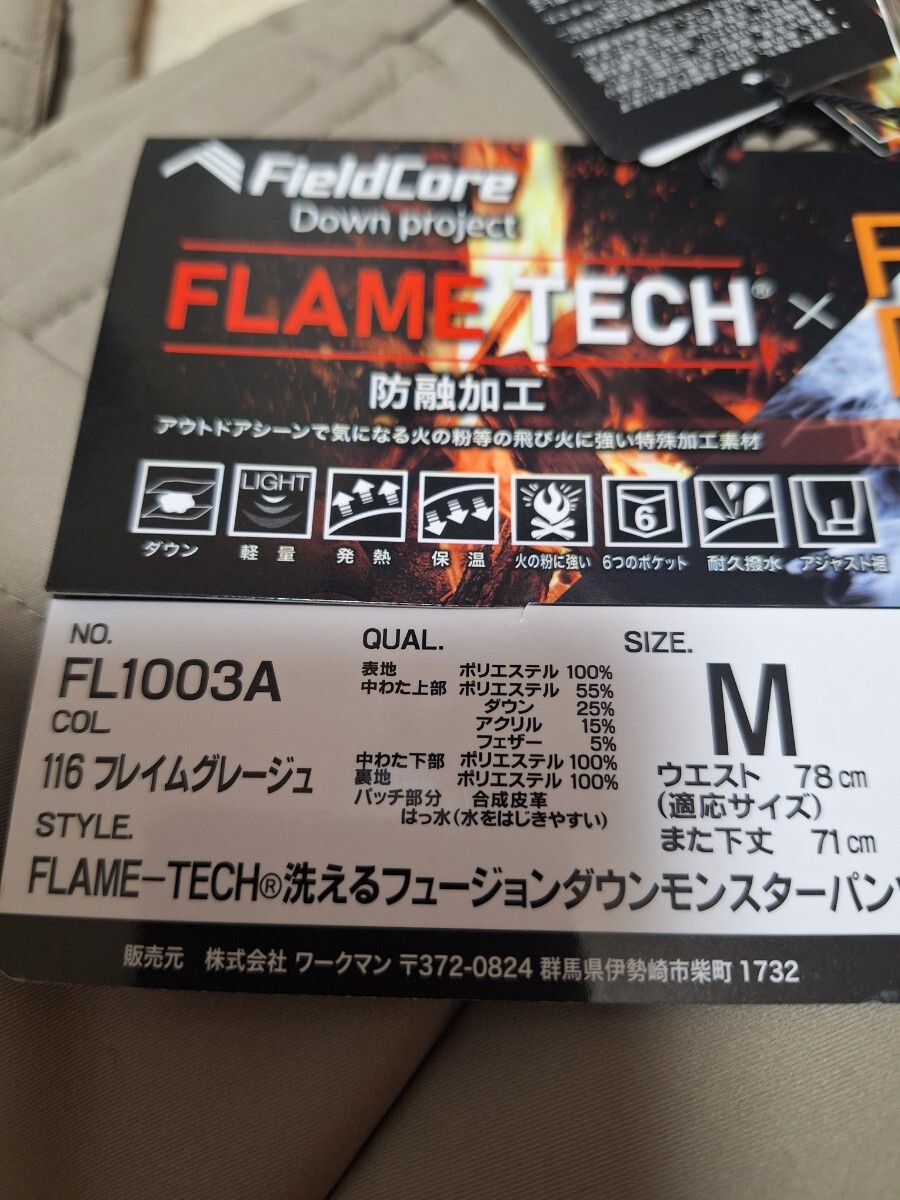 FieldCore
Down project
FLAME TECH® ×
防融加工
アウトドアシーンで気になる火の粉等の飛び火に強い特殊加工素材
LIGHT
6
ダウン 軽量 発熱 保温 火の粉に強い 6つのポケット 耐久撥水 アジャスト裾
NO.
FL1003A
COL.
116 フレイムグレージュ
QUAL.
表地 ポリエステル 100%
中わた上部 ポリエステル 55%
ダウン 25%
アクリル 15%
フェザー 5%
中わた下部 ポリエステル 100%
裏地 ポリエステル 100%
パッチ部分 合成皮革
はっ水(水をはじきやすい)
SIZE.
M
ウエスト 78cm
(適応サイズ)
また下丈 71cm
STYLE.
FLAME-TECH®洗えるフュージョンダウンモンスターパン
販売元 株式会社 ワークマン 〒372-0824 群馬県伊勢崎市柴町 1732